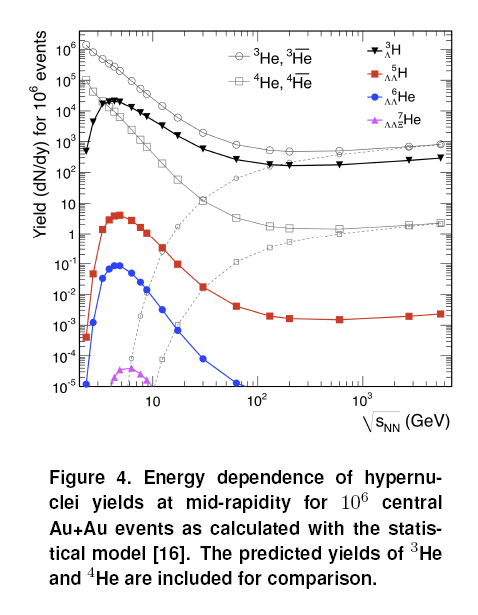 Yield (dN/dy) for 10⁶ events
10⁶
10⁵
10⁴
10³
10²
10
1
10⁻¹
10⁻²
10⁻³
10⁻⁴
10⁻⁵
³He, ³H̅e̅
⁴He, ⁴H̅e̅
³ΛH
⁵ΛΛH
⁶ΛΛHe
⁷ΛΛΞHe
10
10²
10³
√sNN (GeV)
Figure 4. Energy dependence of hypernu-
clei yields at mid-rapidity for 10⁶ central
Au+Au events as calculated with the statis-
tical model [16]. The predicted yields of ³He
and ⁴He are included for comparison.